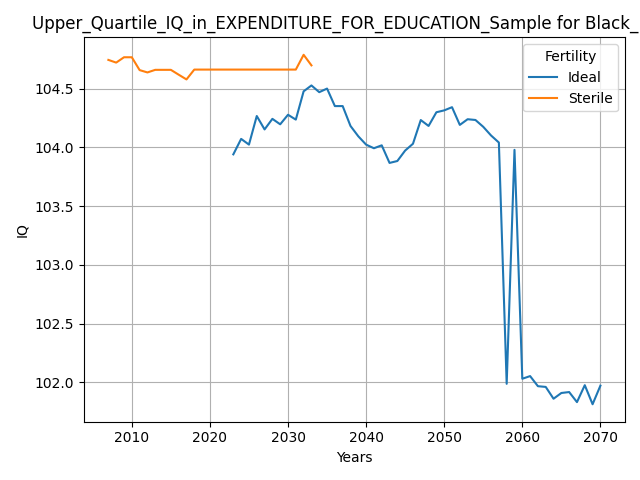 Upper_Quartile_IQ_in_EXPENDITURE_FOR_EDUCATION_Sample for Black_
Fertility
Ideal
Sterile
104.5
104.0
103.5
103.0
102.5
102.0
IQ
2010 2020 2030 2040 2050 2060 2070
Years